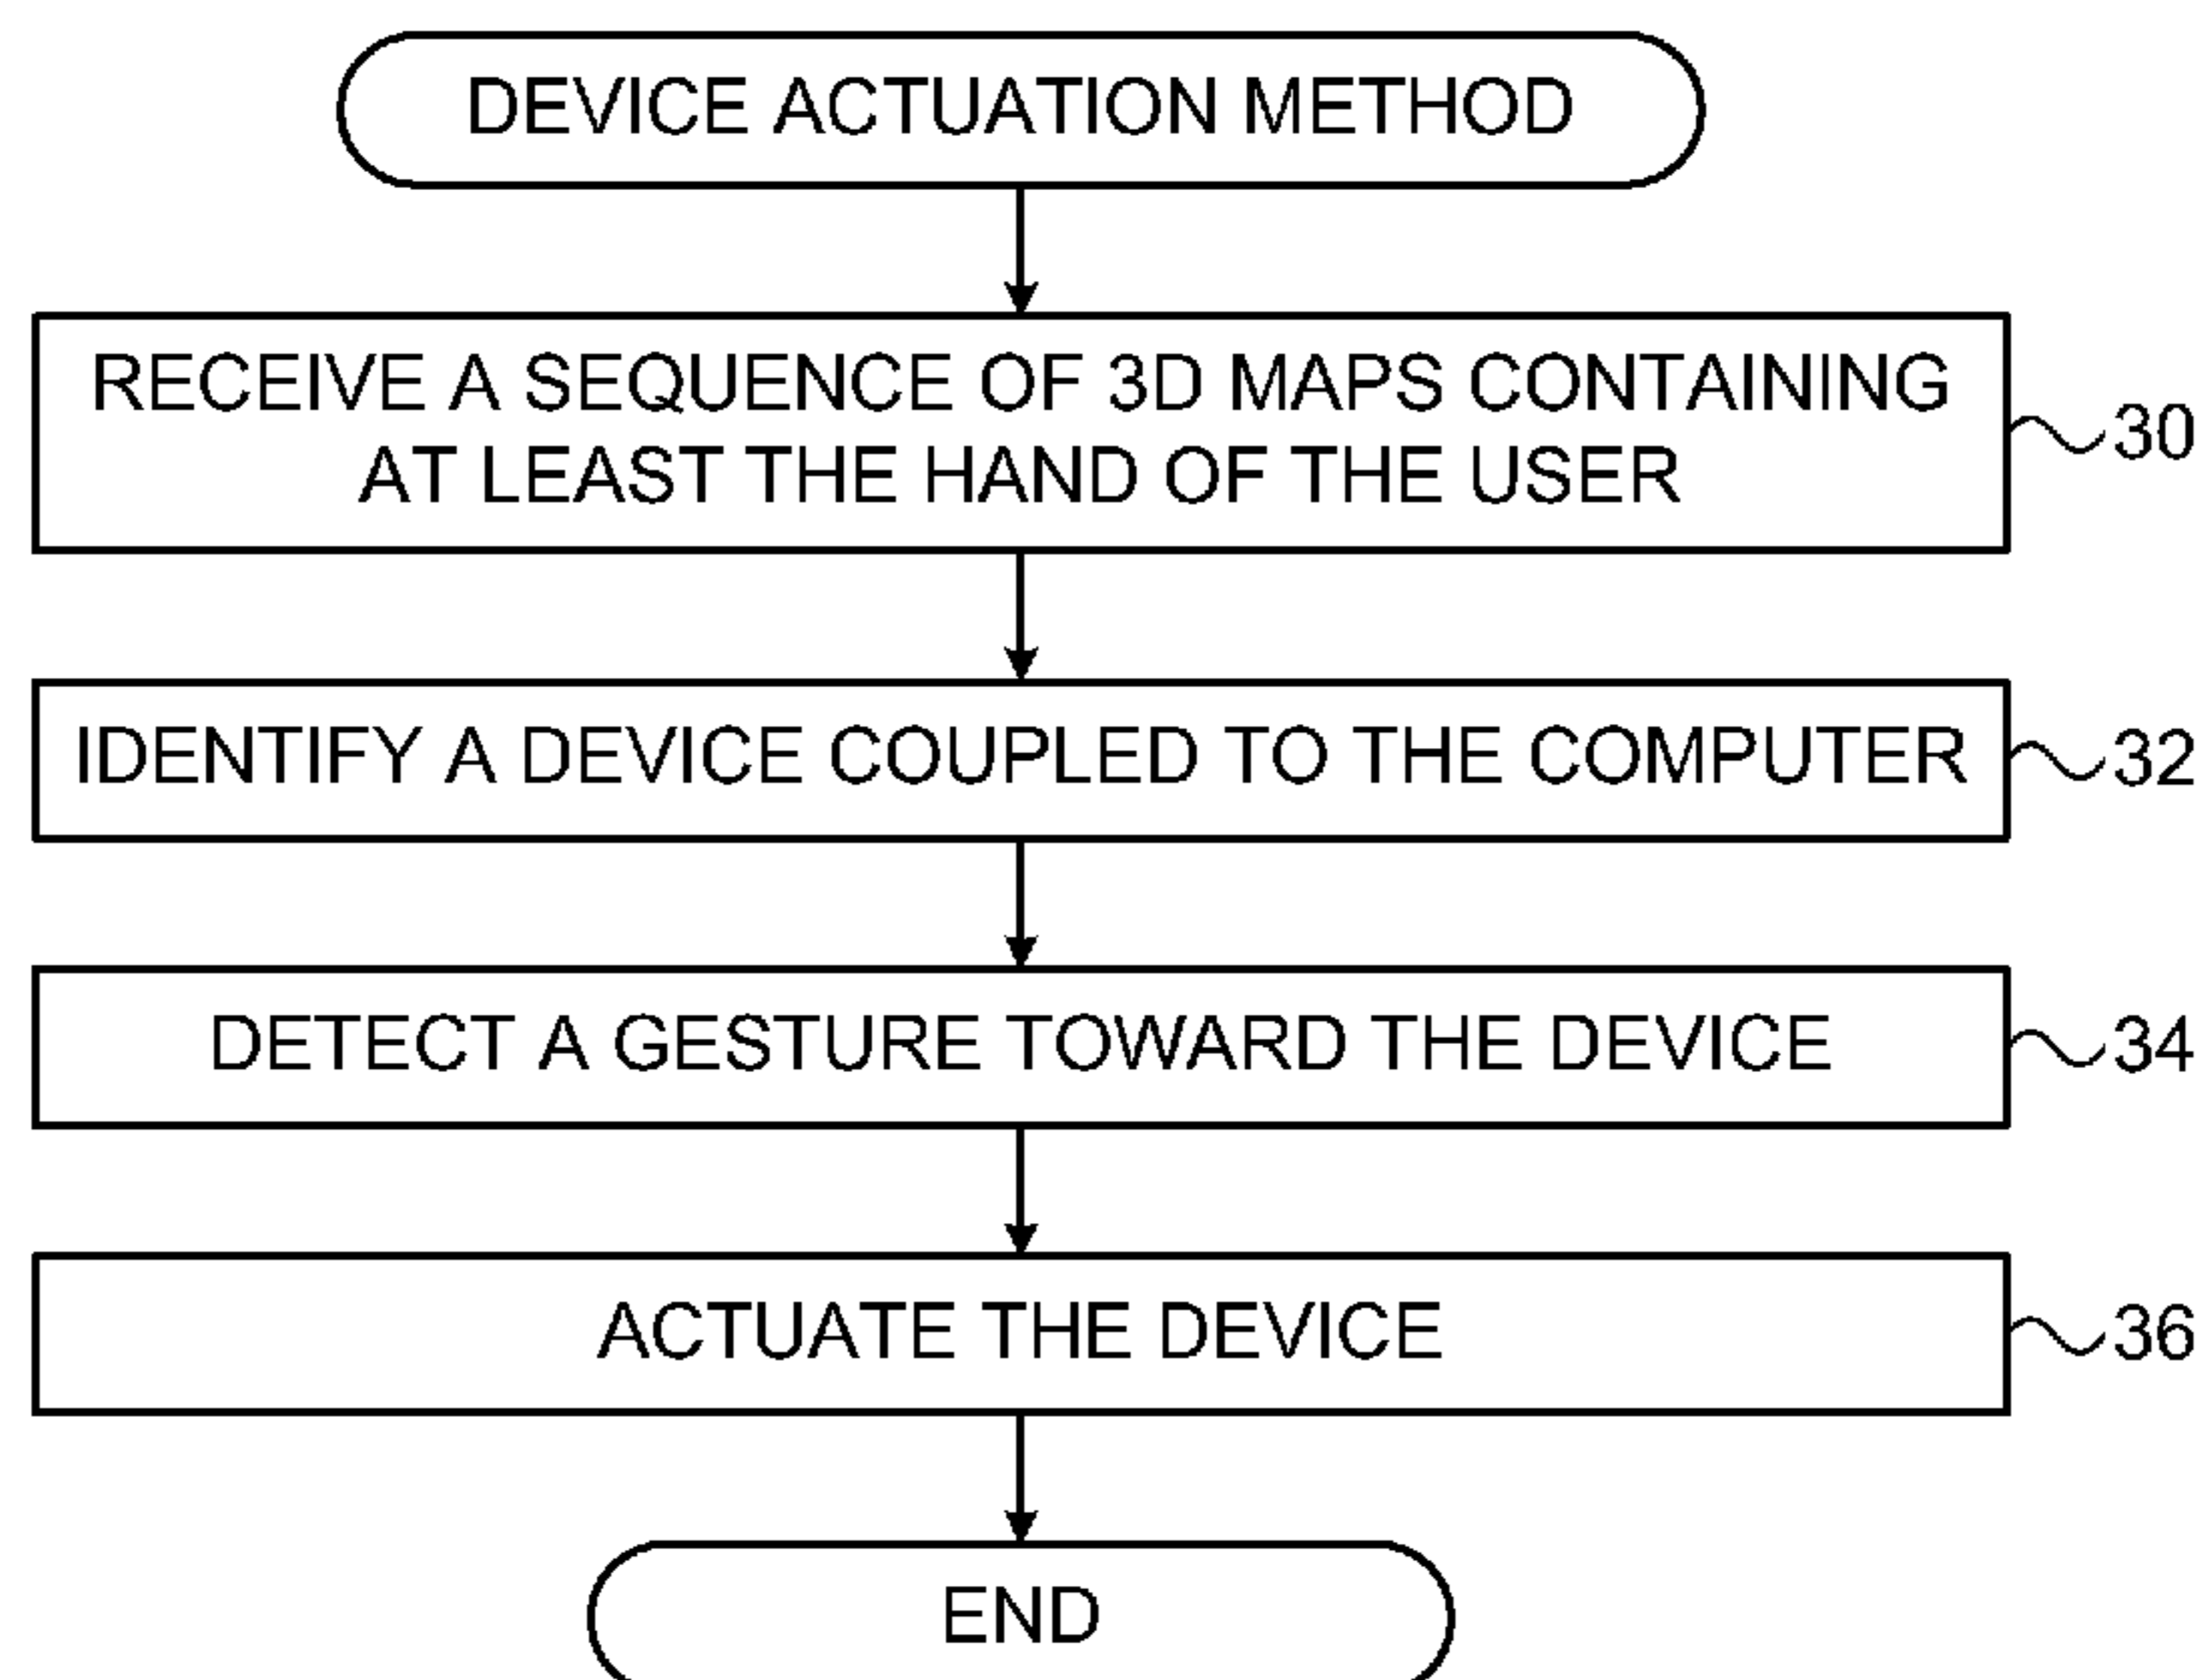 DEVICE ACTUATION METHOD
RECEIVE A SEQUENCE OF 3D MAPS CONTAINING
AT LEAST THE HAND OF THE USER
30
IDENTIFY A DEVICE COUPLED TO THE COMPUTER
32
DETECT A GESTURE TOWARD THE DEVICE
34
ACTUATE THE DEVICE
36
END